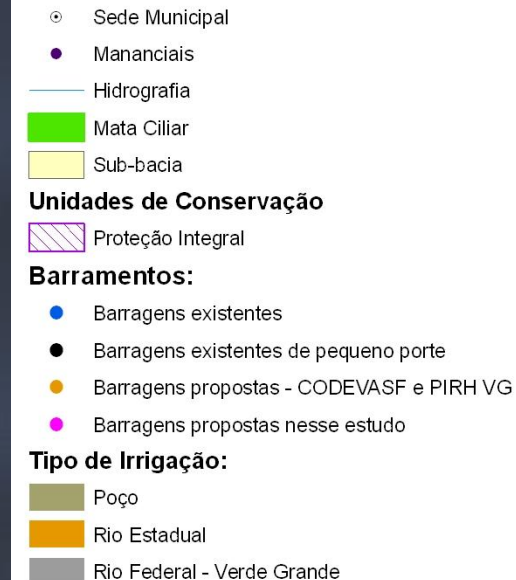 Sede Municipal
Mananciais
Hidrografia
Mata Ciliar
Sub-bacia
Unidades de Conservação
Proteção Integral
Barramentos:
Barragens existentes
Barragens existentes de pequeno porte
Barragens propostas - CODEVASF e PIRH VG
Barragens propostas nesse estudo
Tipo de Irrigação:
Poço
Rio Estadual
Rio Federal - Verde Grande